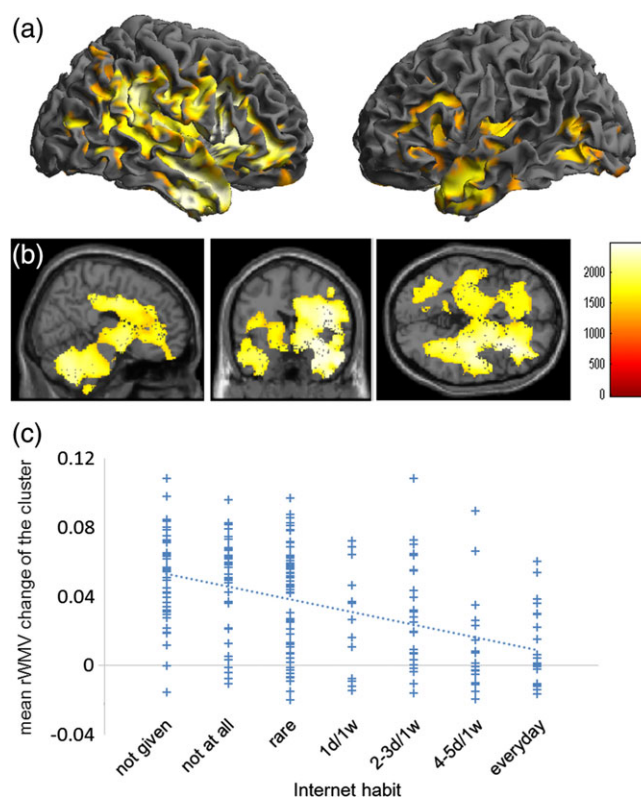 (a)
(b)
2000
1500
1000
500
0
(c)
mean rWMV change of the cluster
0.12
0.08
0.04
0
-0.04
not given
not at all
rare
1d/1w
2-3d/1w
4-5d/1w
everyday
Internet habit